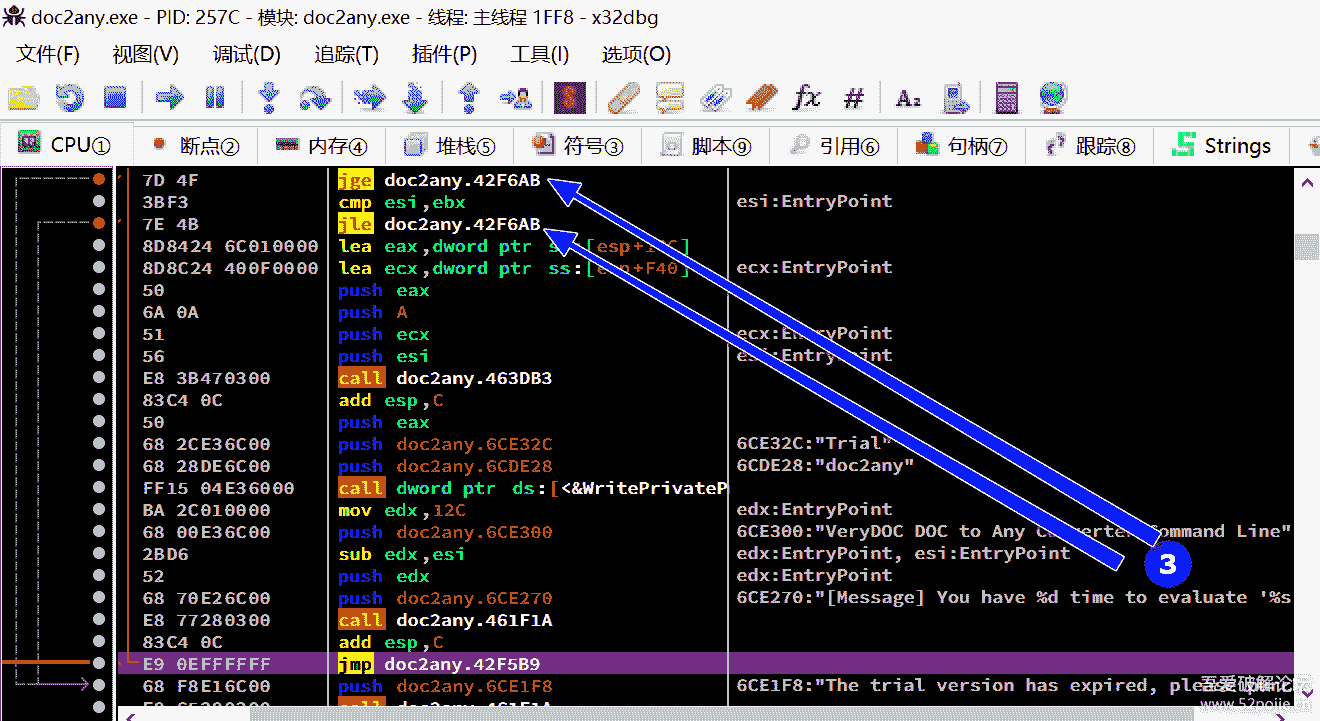 doc2any.exe - PID: 257C - 模块: doc2any.exe - 线程: 主线程 1FF8 - x32dbg
文件(F) 视图(V) 调试(D) 追踪(T) 插件(P) 工具(I) 选项(O)
$ fx # A2
CPU① 断点② 内存④ 堆栈⑤ 符号③ 脚本⑨ 引用⑥ 句柄⑦ 跟踪⑧ Strings
7D 4F jge doc2any.42F6AB
3BF3 cmp esi,ebx esi:EntryPoint
7E 4B jle doc2any.42F6AB
8D8424 6C010000 lea eax,dword ptr [esp+ ]
8D8C24 400F0000 lea ecx,dword ptr ss:[esp+F40] ecx:EntryPoint
50 push eax
6A 0A push A
51 push ecx ecx:EntryPoint
56 push esi esi:EntryPoint
E8 3B470300 call doc2any.463DB3
83C4 0C add esp,C
50 push eax
68 2CE36C00 push doc2any.6CE32C 6CE32C:"Trial"
68 28DE6C00 push doc2any.6CDE28 6CDE28:"doc2any"
FF15 04E36000 call dword ptr ds:[<&WritePrivateP
BA 2C010000 mov edx,12C edx:EntryPoint
68 00E36C00 push doc2any.6CE300 6CE300:"VeryDOC DOC to Any Converter Command Line"
2BD6 sub edx,esi edx:EntryPoint, esi:EntryPoint
52 push edx edx:EntryPoint
68 70E26C00 push doc2any.6CE270 6CE270:"[Message] You have %d time to evaluate '%s
E8 77280300 call doc2any.461F1A
83C4 0C add esp,C
E9 0EFFFFFF jmp doc2any.42F5B9
68 F8E16C00 push doc2any.6CE1F8 6CE1F8:"The trial version has expired,
3
吾爱破解论坛
www.52pojie.cn